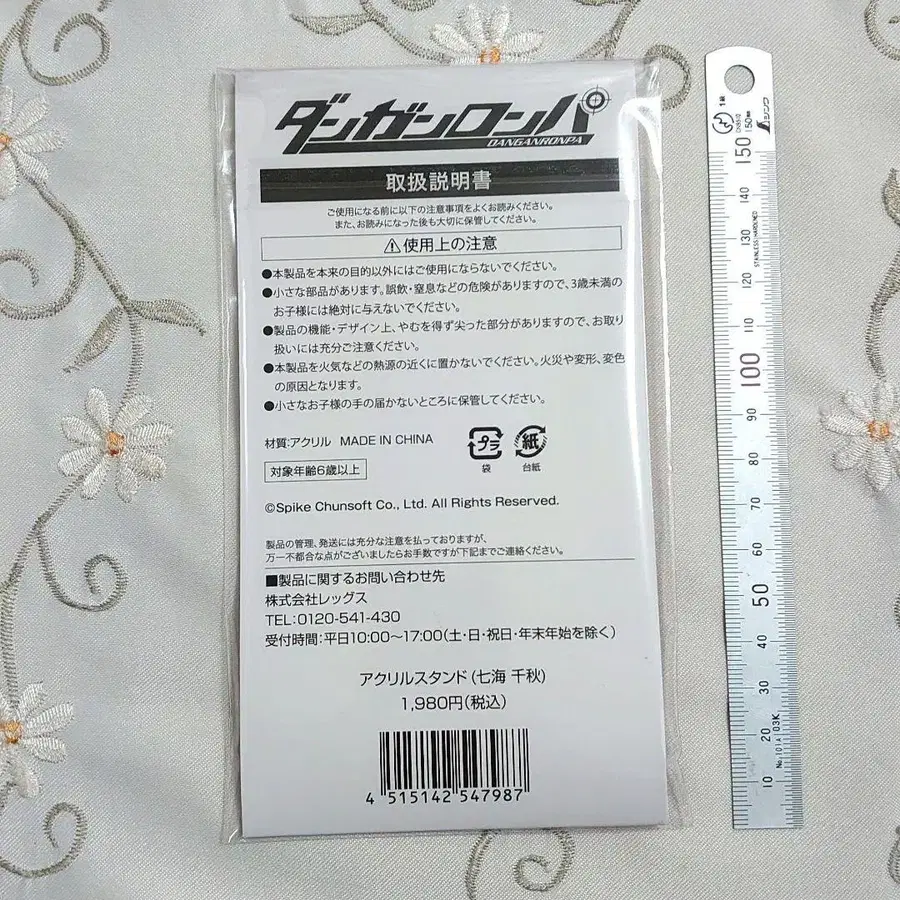 ダンガンロンパ
DANGANRONPA
取扱説明書
ご使用になる前に以下の注意事項をよくお読みください。
また、お読みになった後も大切に保管してください。
⚠使用上の注意
●本製品を本来の目的以外にはご使用にならないでください。
●小さな部品があります。誤飲・窒息などの危険がありますので、3歳未満の
お子様には絶対に与えないでください。
●製品の機能・デザイン上、やむを得ず尖った部分がありますので、お取り
扱いには充分ご注意ください。
●本製品を火気などの熱源の近くに置かないでください。火災や変形、変色
の原因となります。
●小さなお子様の手の届かないところに保管してください。
材質:アクリル MADE IN CHINA
プラ
袋
紙
台紙
対象年齢6歳以上
©Spike Chunsoft Co., Ltd. All Rights Reserved.
製品の管理、発送には充分な注意を払っておりますが、
万一不都合な点がございましたらお手数ですが下記までご連絡ください。
■製品に関するお問い合わせ先
株式会社レッグス
TEL:0120-541-430
受付時間:平日10:00〜17:00(土・日・祝日・年末年始を除く)
アクリルスタンド(七海 千秋)
1,980円(税込)
4 515142 547987
1級
150㎜
シンワ
150
140
130
120
110
100
90
80
70
60
50
40
30
20
10
STAINLESS HARDENED
No.101A 03K